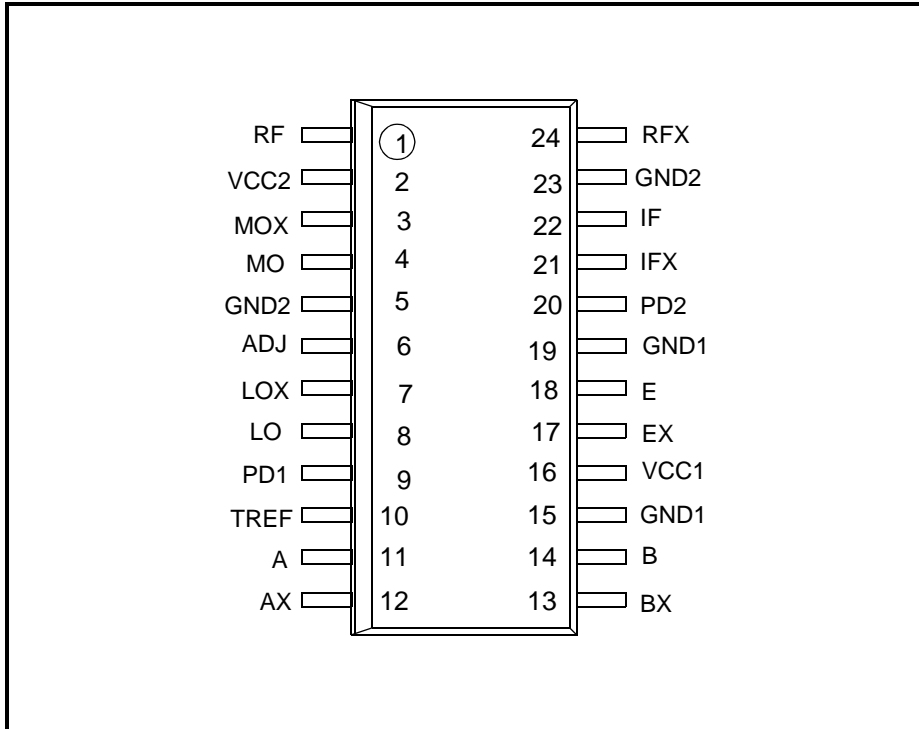 RF 1 24 RFX
VCC2 2 23 GND2
MOX 3 22 IF
MO 4 21 IFX
GND2 5 20 PD2
ADJ 6 19 GND1
LOX 7 18 E
LO 8 17 EX
PD1 9 16 VCC1
TREF 10 15 GND1
A 11 14 B
AX 12 13 BX